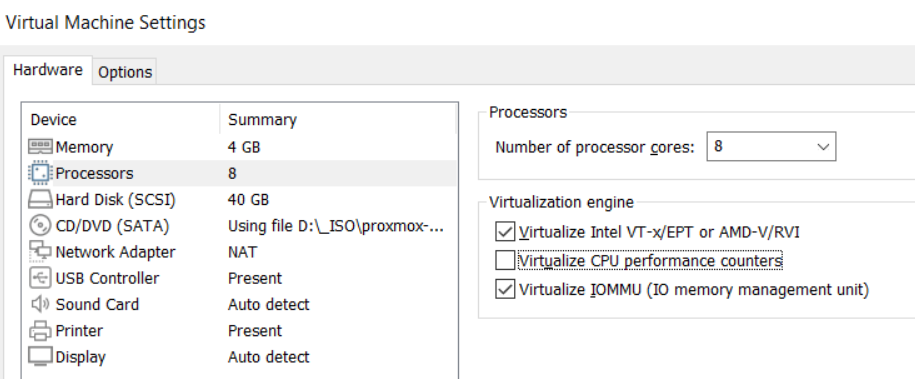 Virtual Machine Settings
Hardware Options
Device Summary
Memory 4 GB
Processors 8
Hard Disk (SCSI) 40 GB
CD/DVD (SATA) Using file D:\_ISO\proxmox-...
Network Adapter NAT
USB Controller Present
Sound Card Auto detect
Printer Present
Display Auto detect
Processors
Number of processor cores: 8
Virtualization engine
Virtualize Intel VT-x/EPT or AMD-V/RVI
Virtualize CPU performance counters
Virtualize IOMMU (IO memory management unit)